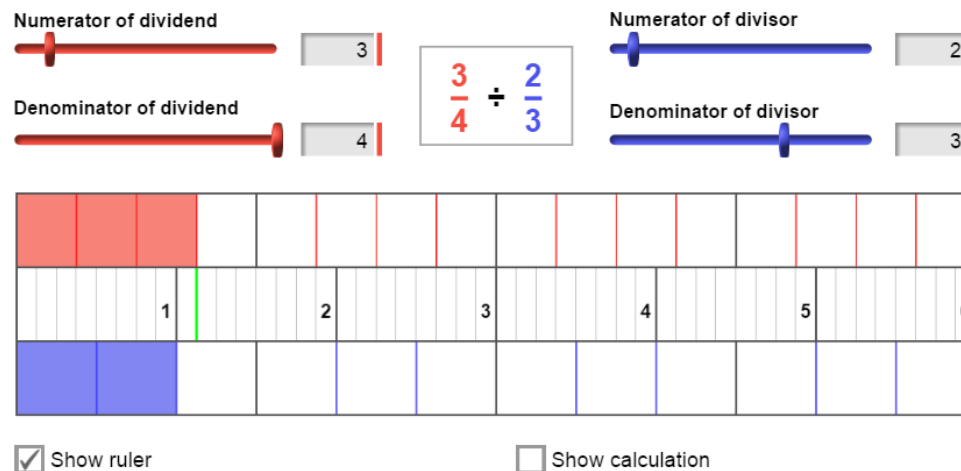 Numerator of dividend
3
Numerator of divisor
2
3/4 ÷ 2/3
Denominator of dividend
4
Denominator of divisor
3
1 2 3 4 5
Show ruler
Show calculation